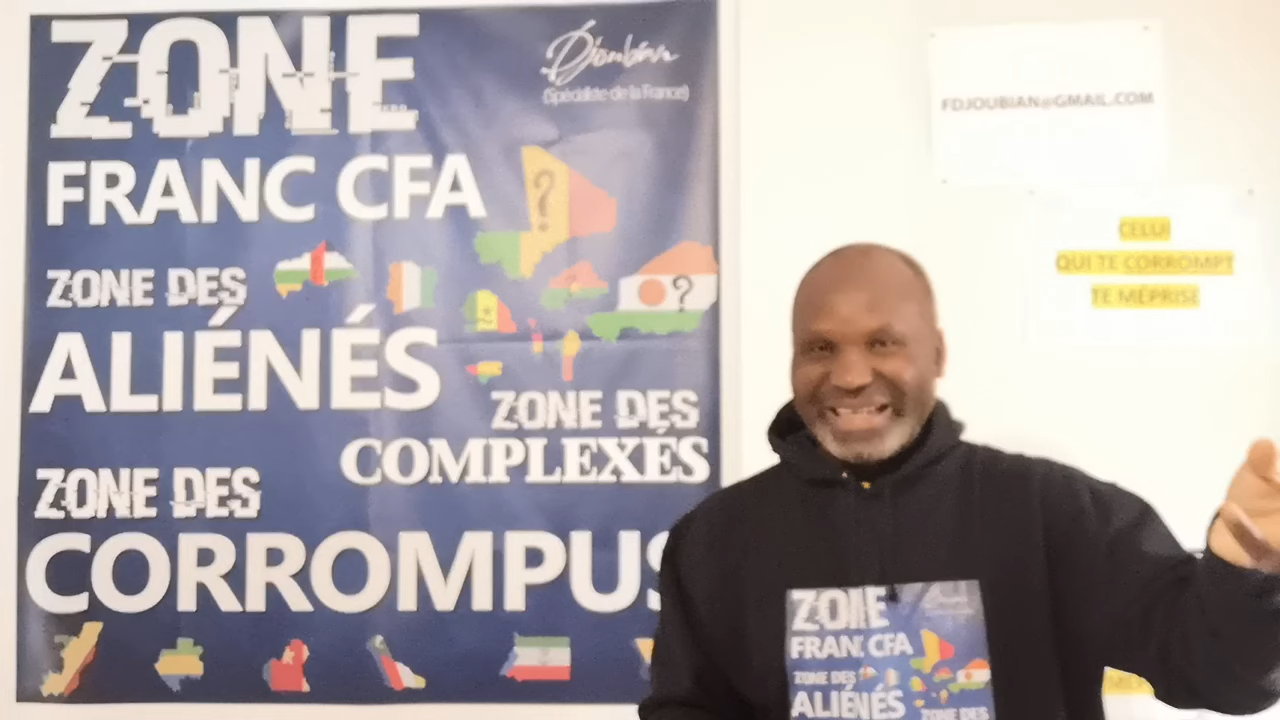 ZONE
Djoubian
(Spécialiste de la France)
FRANC CFA
?
?
ZONE DES
ALIÉNÉS
ZONE DES
COMPLEXÉS
ZONE DES
CORROMPUS
FDJOUBIAN@GMAIL.COM
CELUI
QUI TE CORROMPT
TE MÉPRISE
ZONE
FRANC CFA
ZONE DES
ALIÉNÉS
ZONE DES